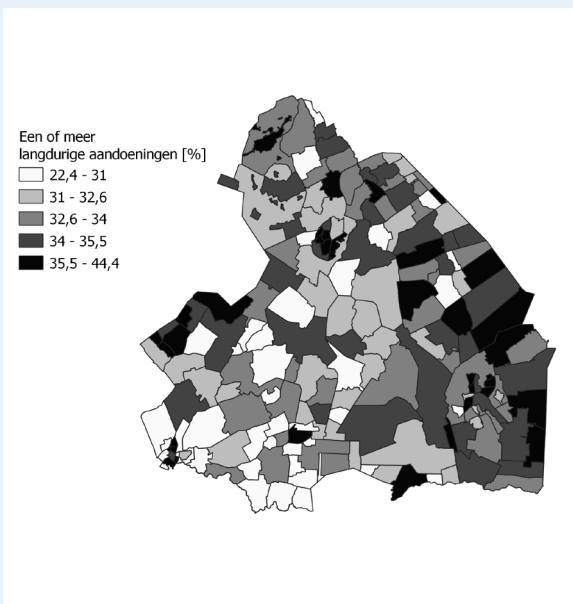 Een of meer
langdurige aandoeningen [%]
22,4 - 31
31 - 32,6
32,6 - 34
34 - 35,5
35,5 - 44,4